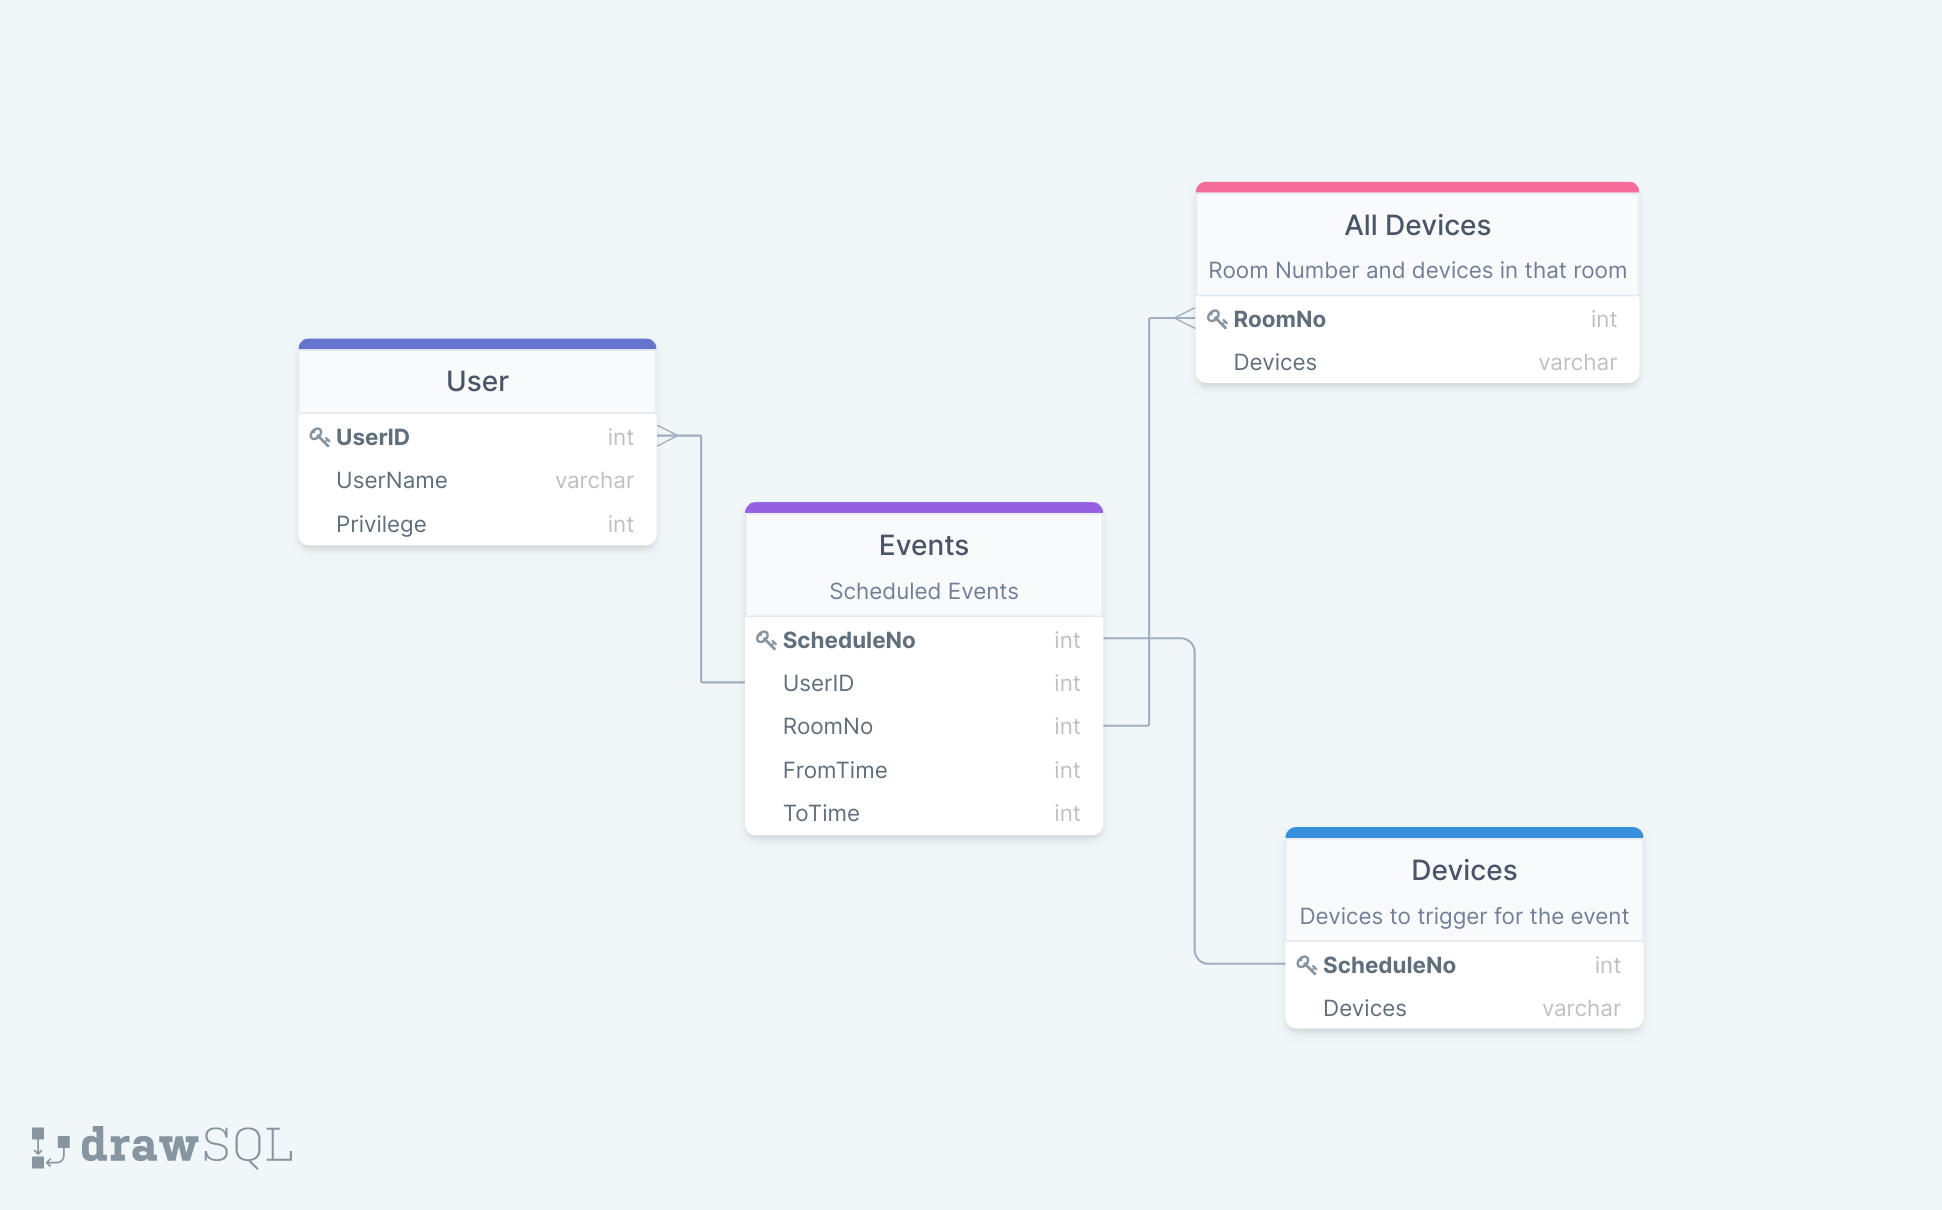 User
UserID int
UserName varchar
Privilege int
Events
Scheduled Events
ScheduleNo int
UserID int
RoomNo int
FromTime int
ToTime int
All Devices
Room Number and devices in that room
RoomNo int
Devices varchar
Devices
Devices to trigger for the event
ScheduleNo int
Devices varchar
drawSQL